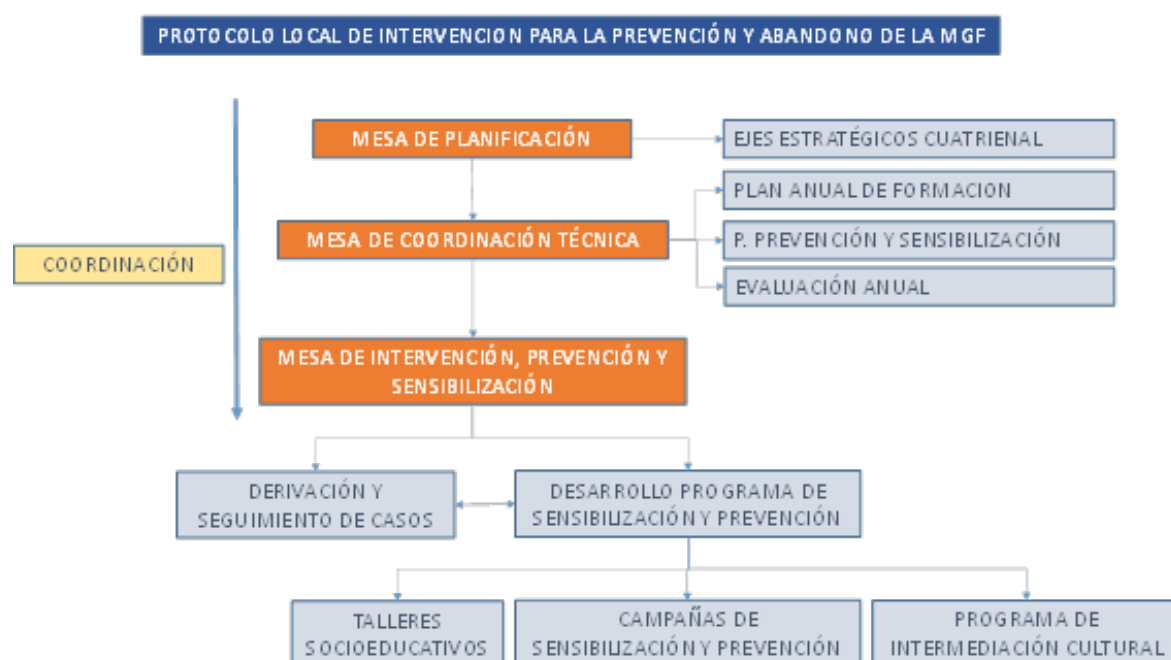 PROTOCOLO LOCAL DE INTERVENCION PARA LA PREVENCIÓN Y ABANDONO DE LA MGF
MESA DE PLANIFICACIÓN
EJES ESTRATÉGICOS CUATRIENAL
PLAN ANUAL DE FORMACION
MESA DE COORDINACIÓN TÉCNICA
P. PREVENCIÓN Y SENSIBILIZACIÓN
COORDINACIÓN
EVALUACIÓN ANUAL
MESA DE INTERVENCIÓN, PREVENCIÓN Y
SENSIBILIZACIÓN
DERIVACIÓN Y
SEGUIMIENTO DE CASOS
DESARROLLO PROGRAMA DE
SENSIBILIZACIÓN Y PREVENCIÓN
TALLERES
SOCIOEDUCATIVOS
CAMPAÑAS DE
SENSIBILIZACIÓN Y PREVENCIÓN
PROGRAMA DE
INTERMEDIACIÓN CULTURAL